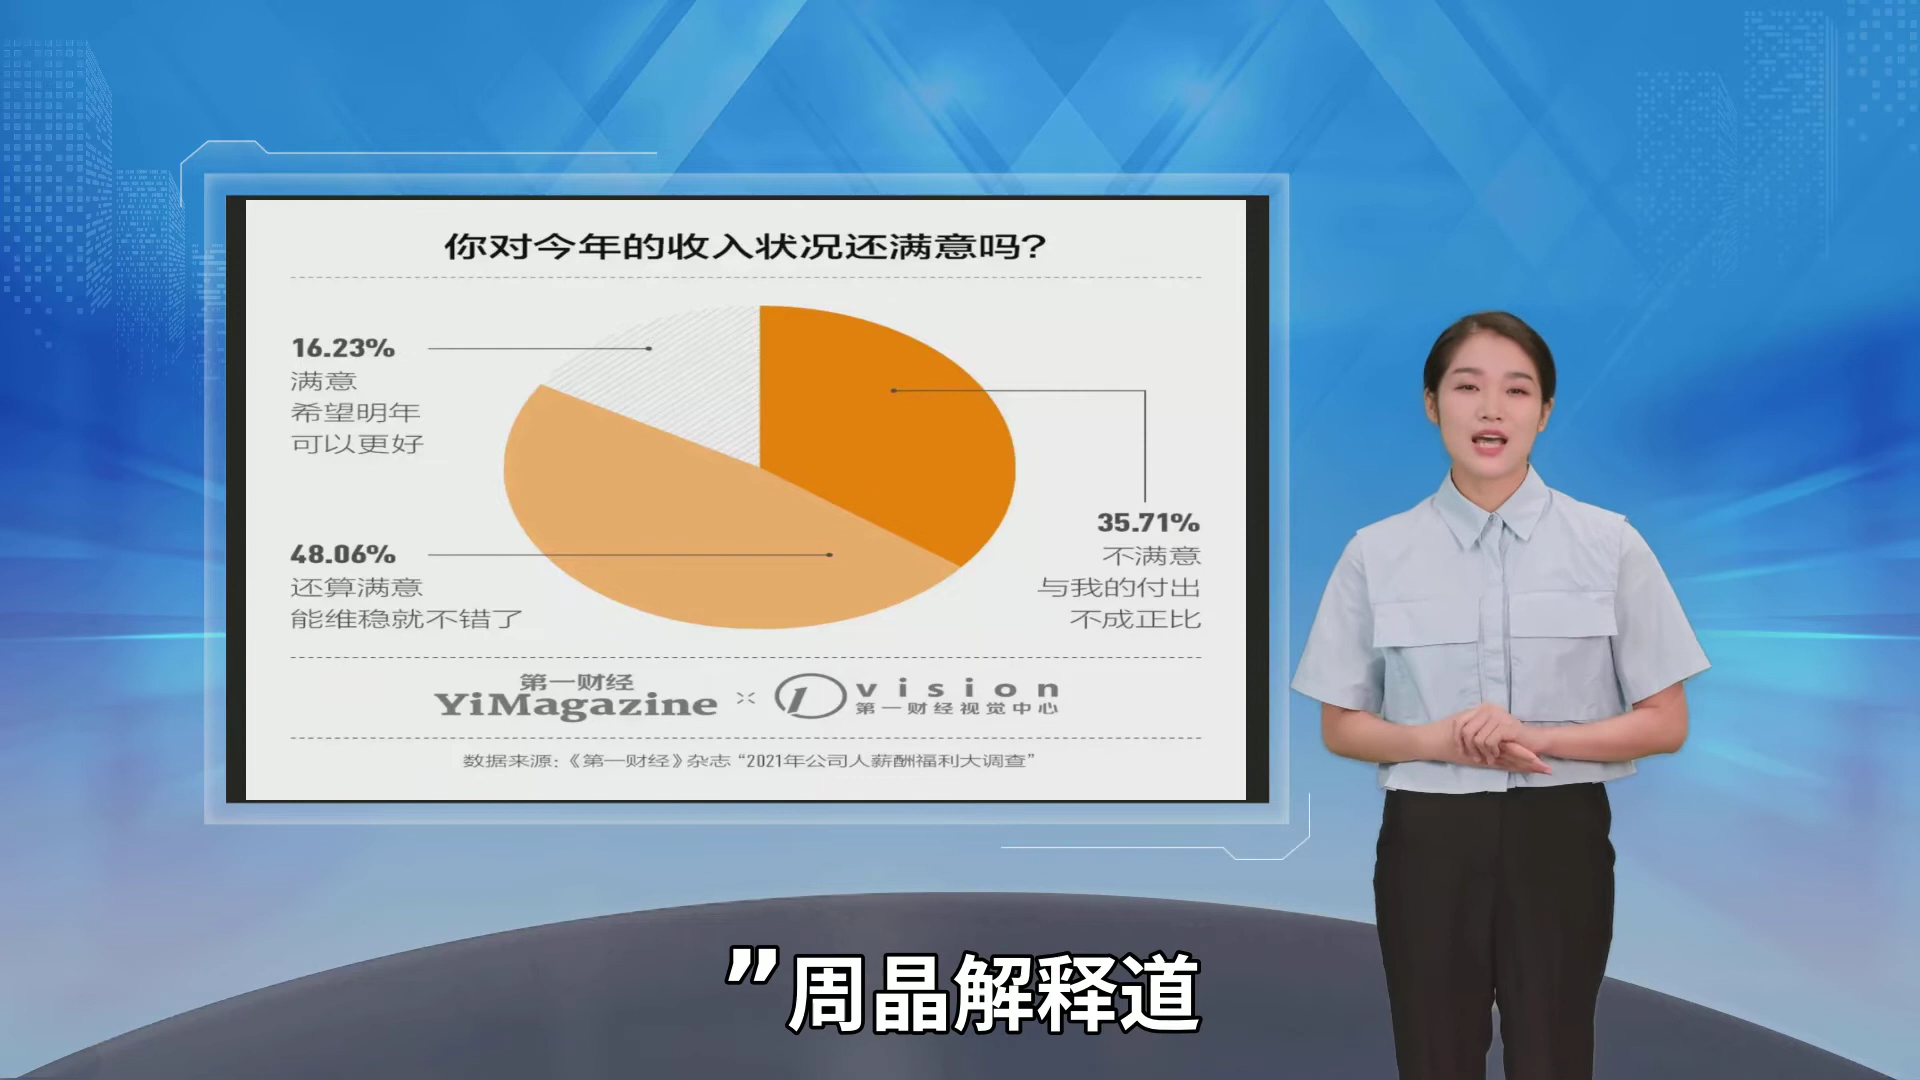 你对今年的收入状况还满意吗?
16.23%
满意
希望明年
可以更好
48.06%
还算满意
能维稳就不错了
35.71%
不满意
与我的付出
不成正比
第一财经
YiMagazine
vision
第一财经视觉中心
数据来源:《第一财经》杂志“2021年公司人薪酬福利大调查”
”周晶解释道